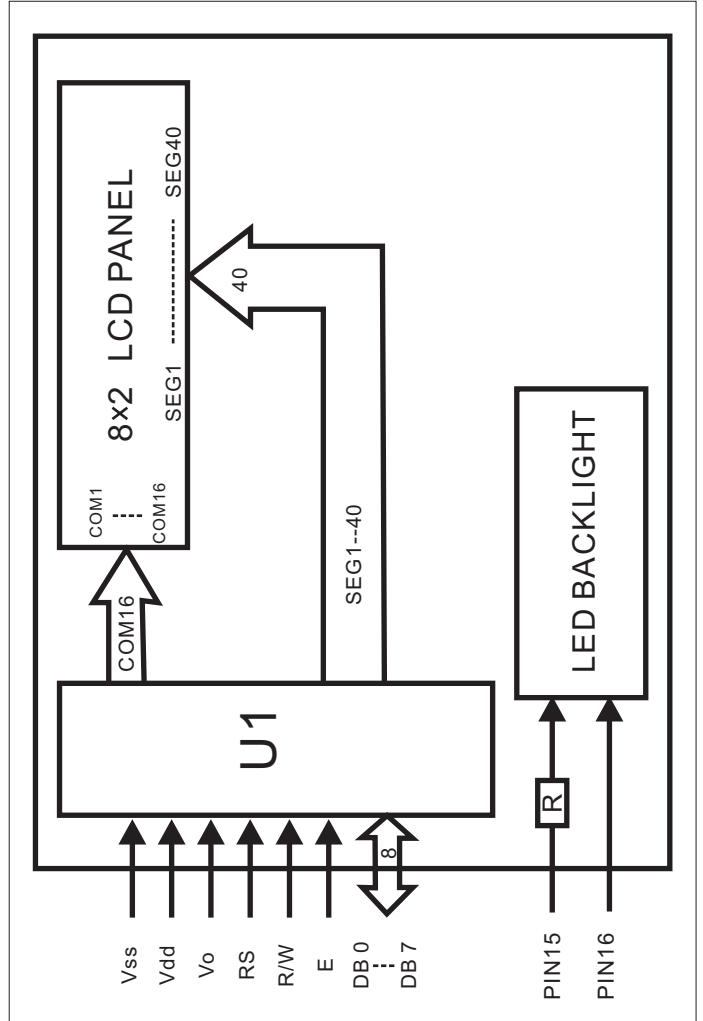 8×2 LCD PANEL
COM1
COM16
SEG1
SEG40
40
COM16
SEG1--40
U1
Vss
Vdd
Vo
RS
R/W
E
DB0
DB7
8
LED BACKLIGHT
R
PIN15
PIN16